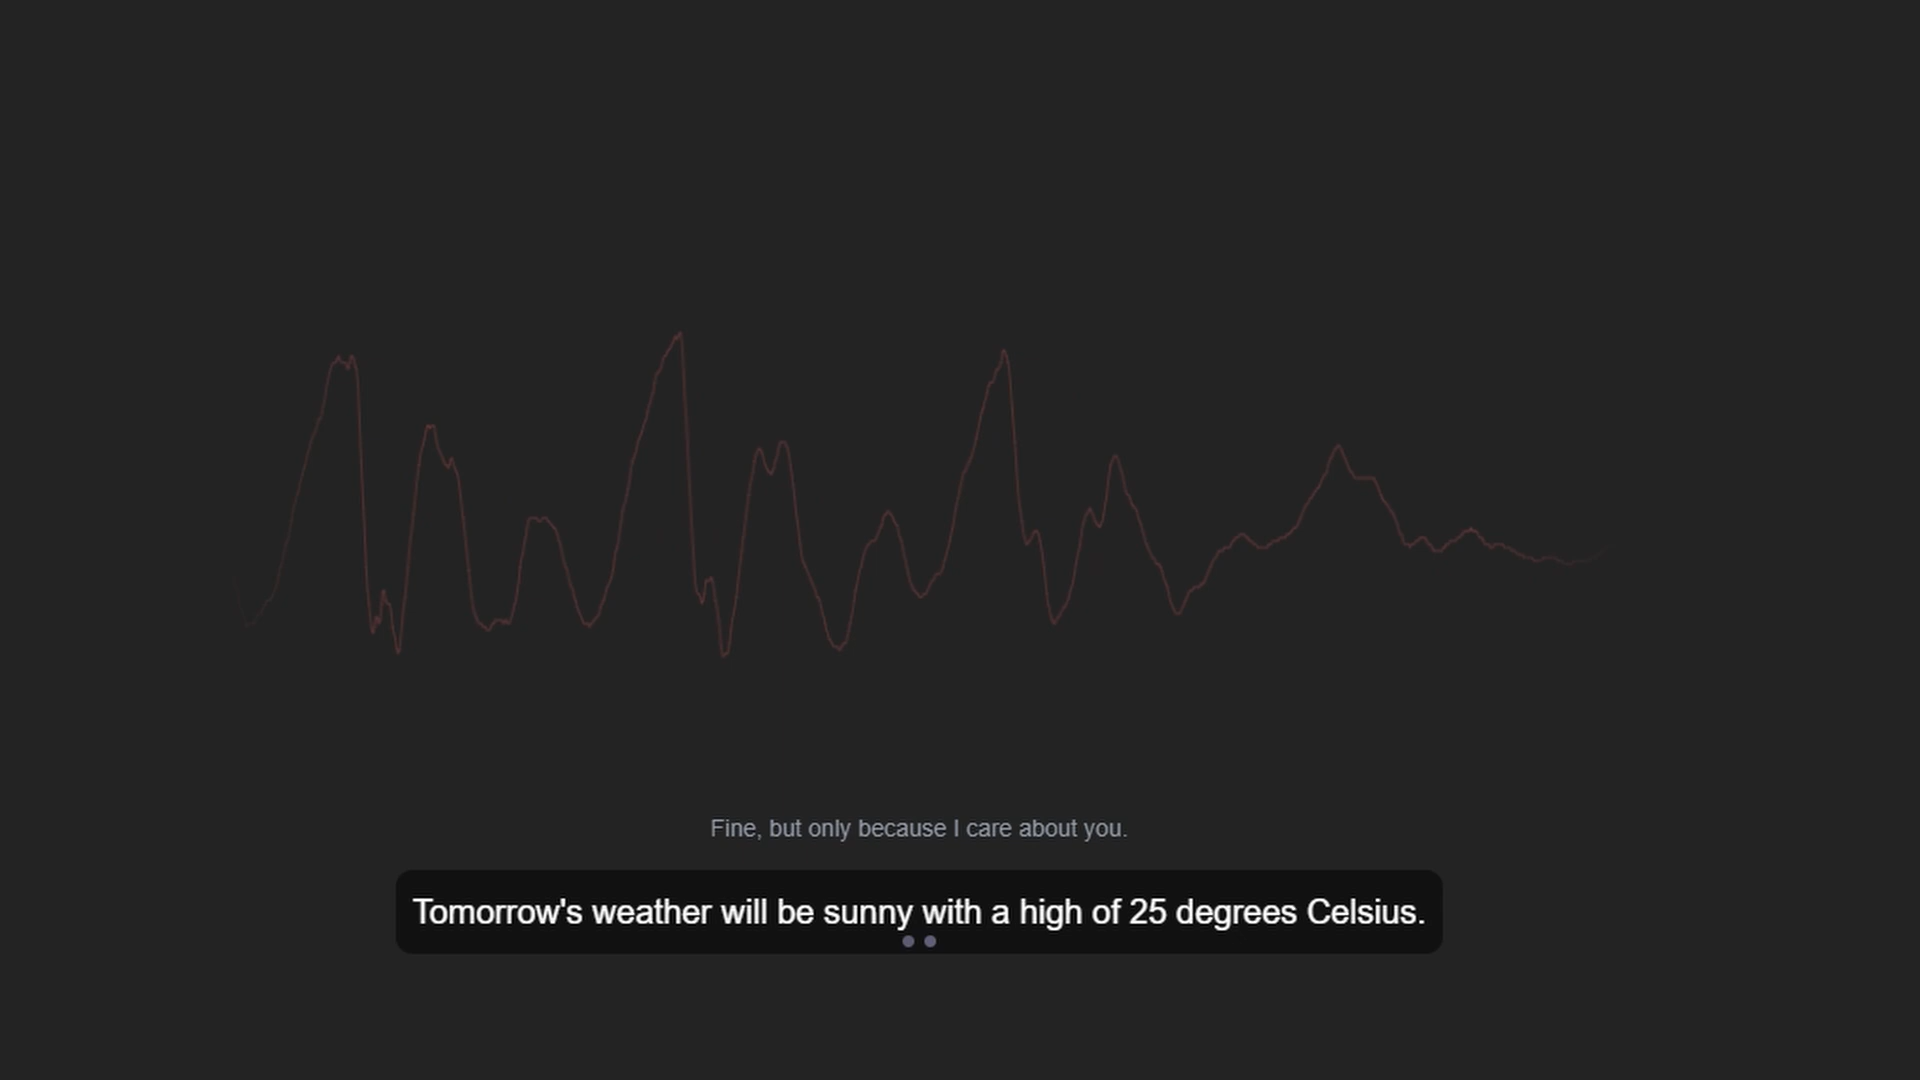 Fine, but only because I care about you.
Tomorrow's weather will be sunny with a high of 25 degrees Celsius.